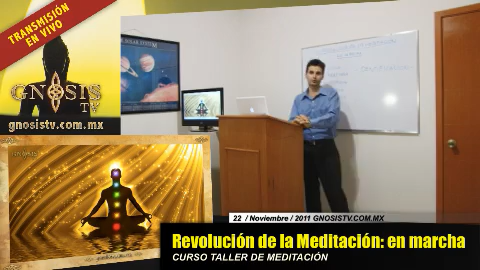 TRANSMISIÓN
EN VIVO
GNOSIS
TV
gnosistv.com.mx
SOLAR SYSTEM
GNOSIS
22 / Noviembre / 2011 GNOSISTV.COM.MX
Revolución de la Meditación: en marcha
CURSO TALLER DE MEDITACIÓN